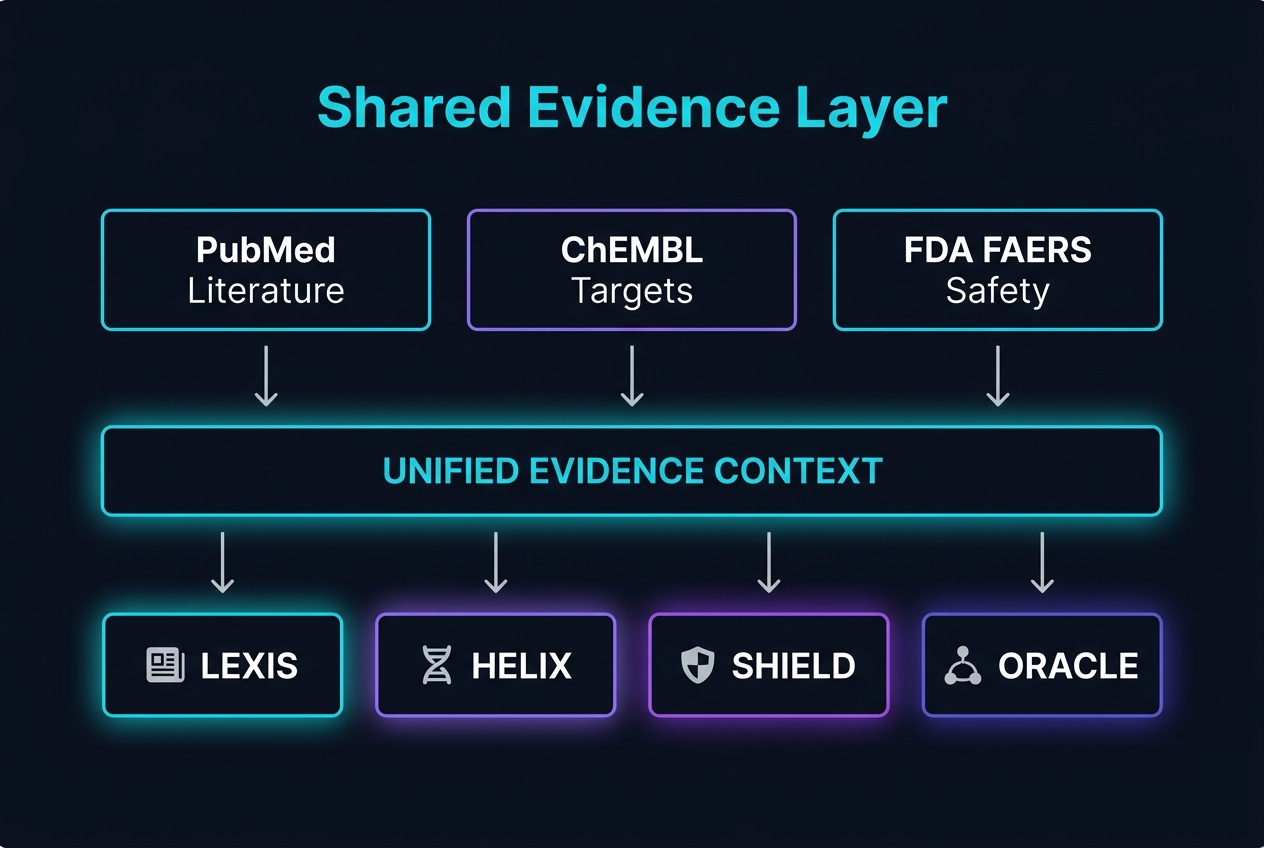 Shared Evidence Layer
PubMed
Literature
ChEMBL
Targets
FDA FAERS
Safety
UNIFIED EVIDENCE CONTEXT
LEXIS
HELIX
SHIELD
ORACLE